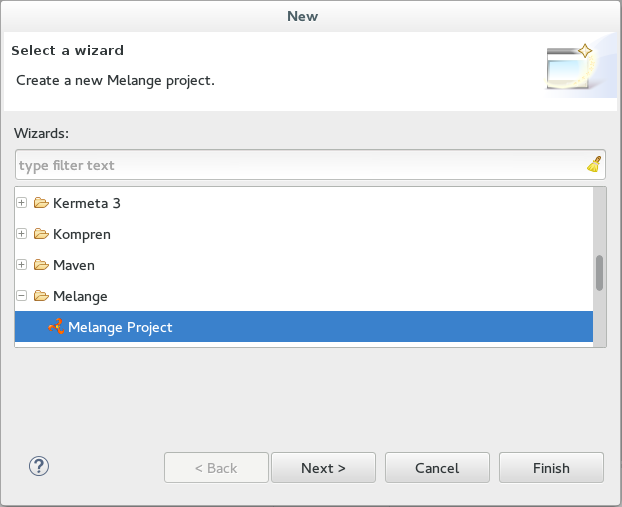 New
Select a wizard
Create a new Melange project.
Wizards:
type filter text
Kermeta 3
Kompren
Maven
Melange
Melange Project
?
< Back
Next >
Cancel
Finish